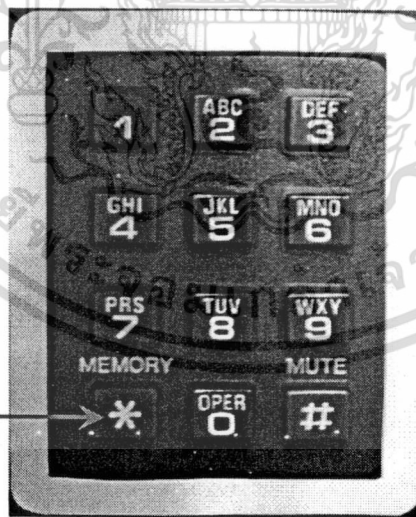 1 ABC 2 DEF 3
GHI 4 JKL 5 MNO 6
PRS 7 TUV 8 WXY 9
MEMORY MUTE
* OPER 0 #